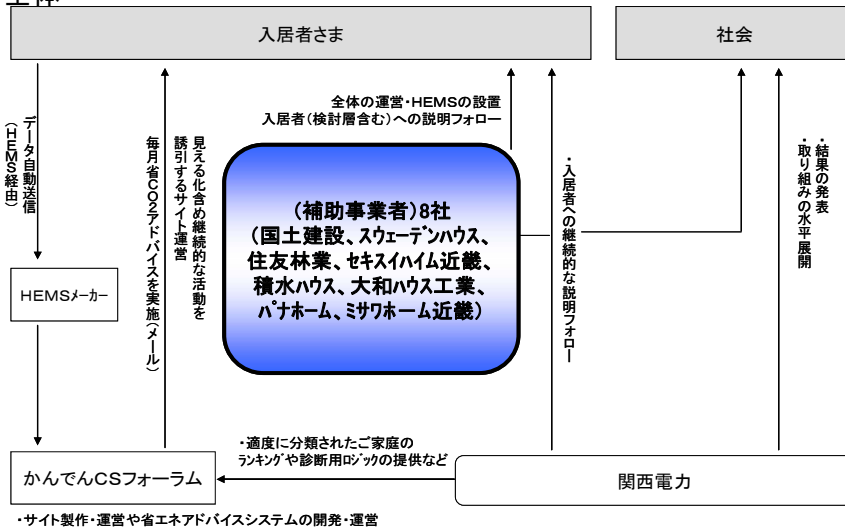 入居者さま
社会
全体の運営・HEMSの設置
入居者(検討層含む)への説明フォロー
データ自動送信
(HEMS経由)
見える化含め継続的な活動を
誘引するサイト運営
毎月省CO2アドバイスを実施(メール)
(補助事業者)8社
(国土建設、スウェーデンハウス、
住友林業、セキスイハイム近畿、
積水ハウス、大和ハウス工業、
パナホーム、ミサワホーム近畿)
・入居者への継続的な説明フォロー
・結果の発表
・取り組みの水平展開
HEMSメーカー
・適度に分類されたご家庭の
ランキングや診断用ロジックの提供など
かんでんCSフォーラム
関西電力
・サイト製作・運営や省エネアドバイスシステムの開発・運営